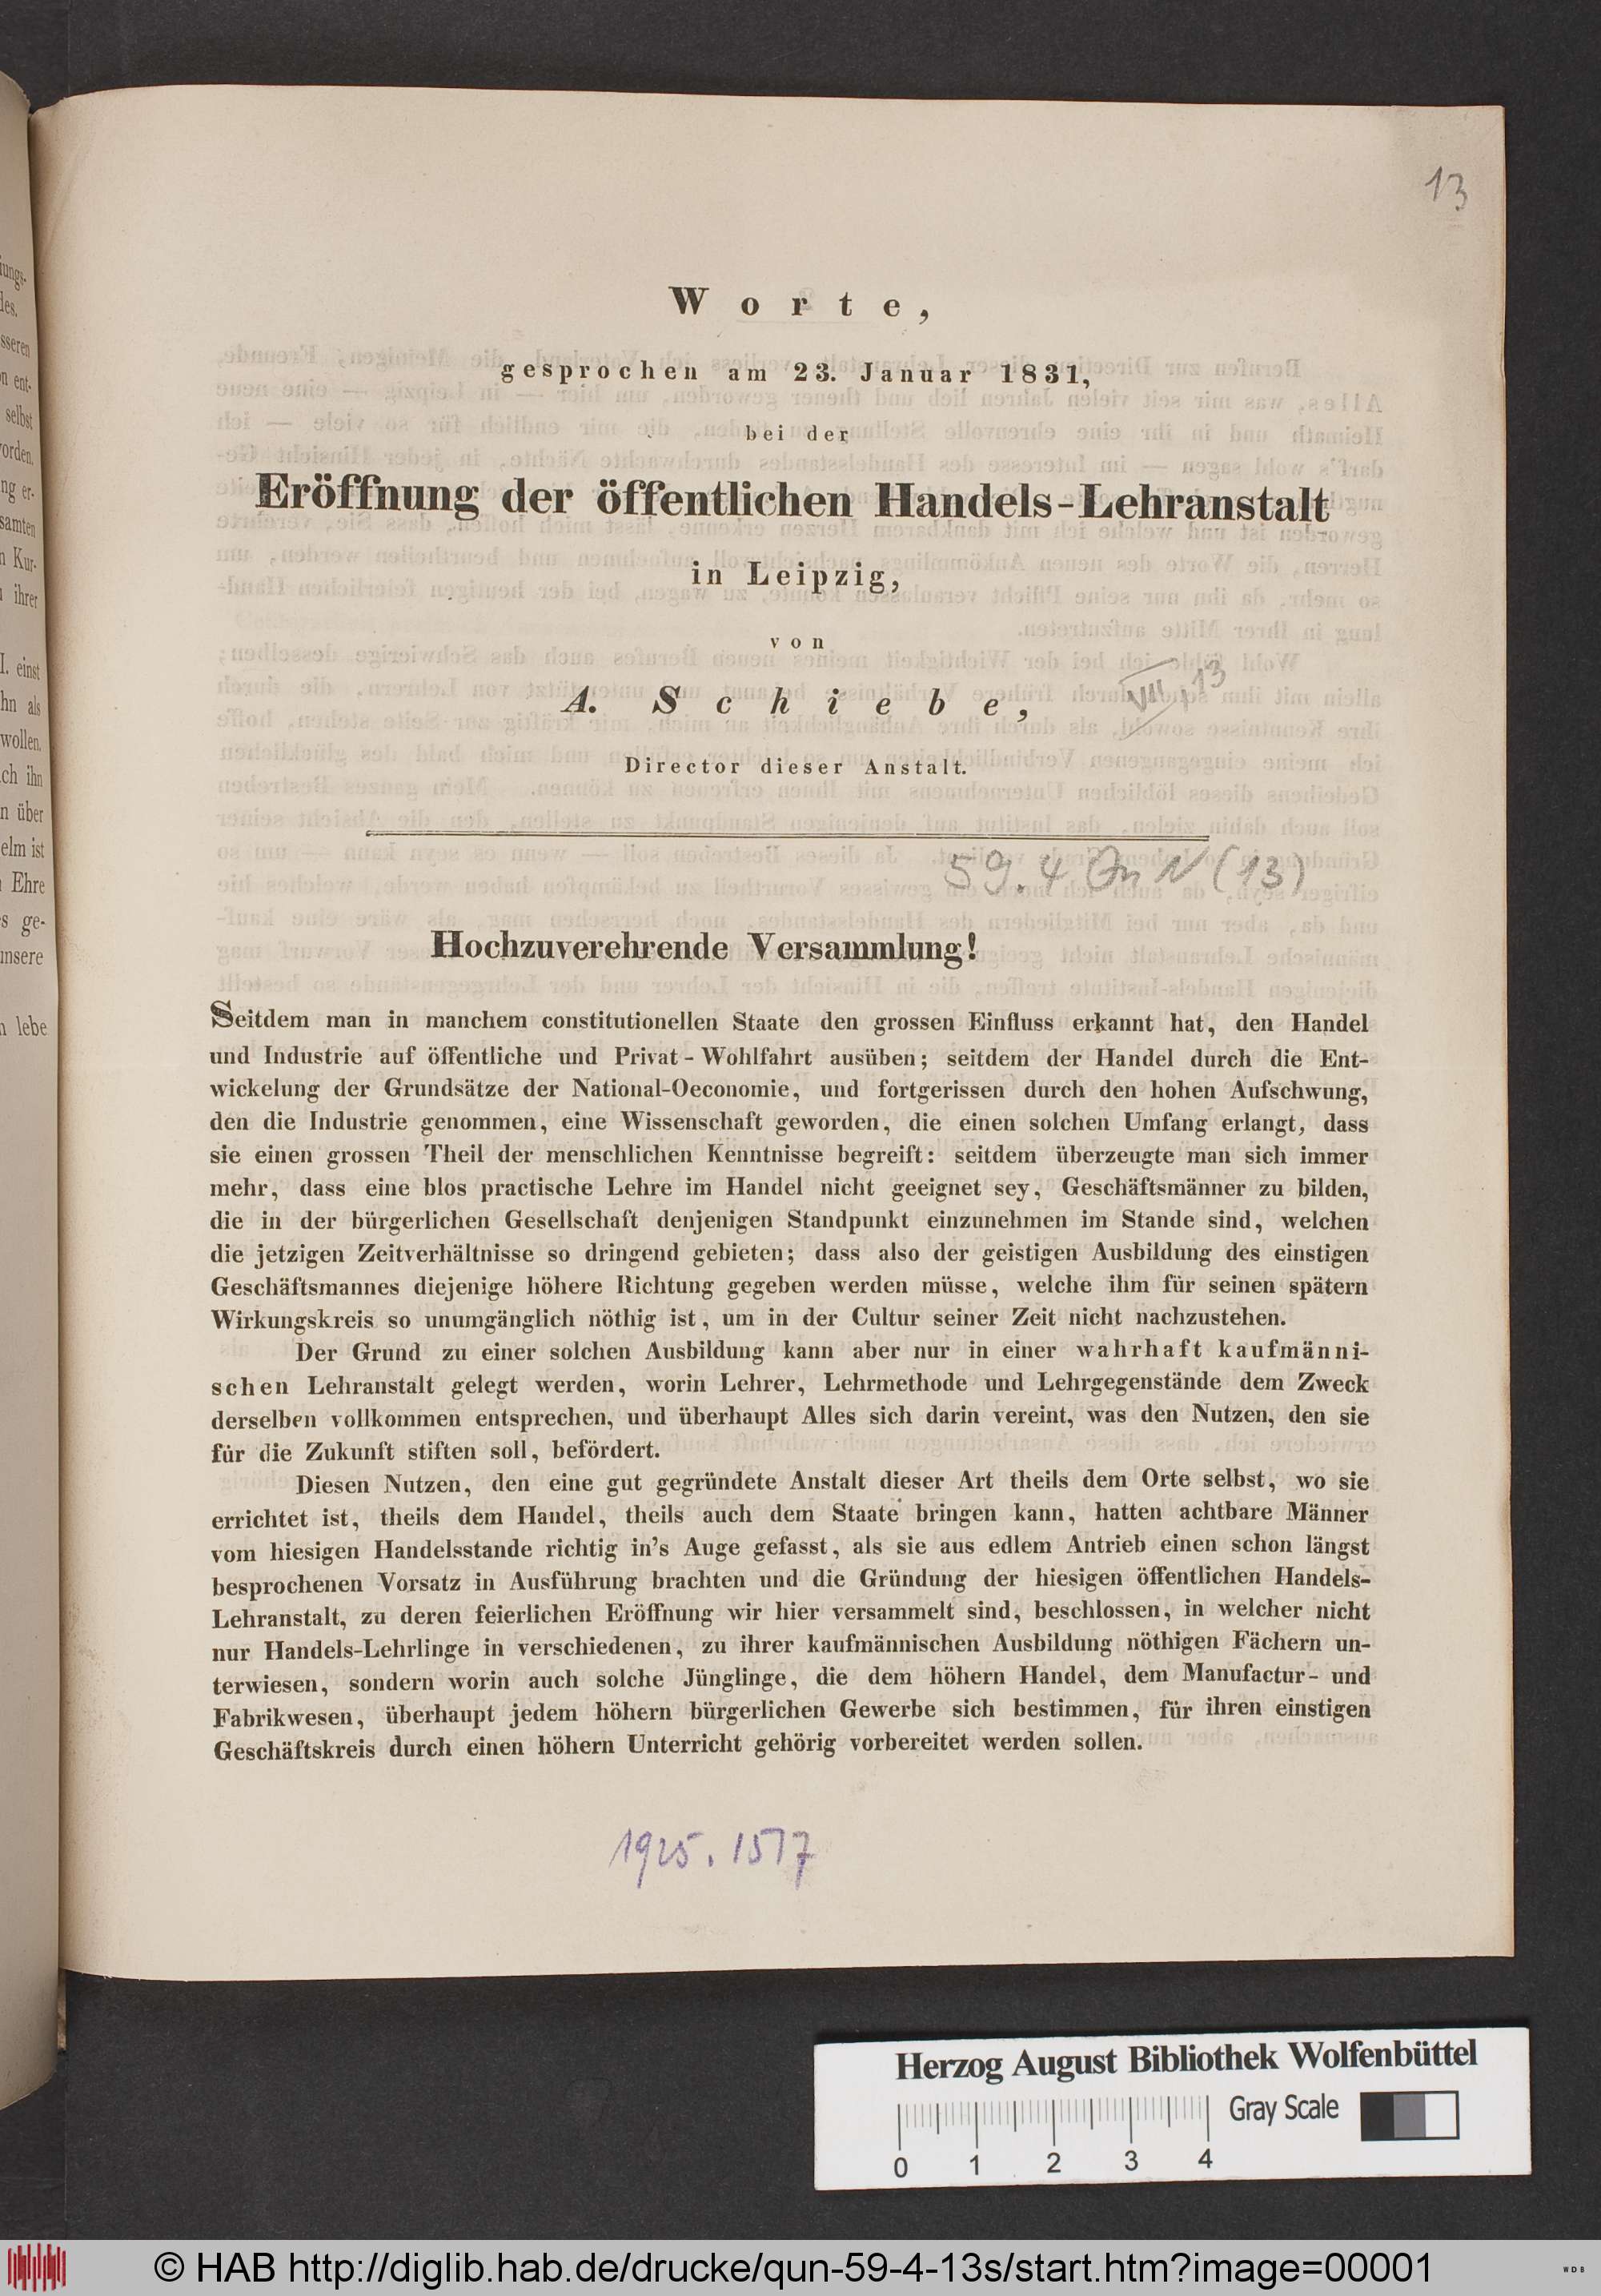 13
Worte,
gesprochen am 23. Januar 1831,
bei der
Eröffnung der öffentlichen Handels-Lehranstalt
in Leipzig,
von
A. Schiebe,
VIII, 13
Director dieser Anstalt.
59. 4 Qu N (13)
Hochzuverehrende Versammlung!
Seitdem man in manchem constitutionellen Staate den grossen Einfluss erkannt hat, den Handel
und Industrie auf öffentliche und Privat-Wohlfahrt ausüben; seitdem der Handel durch die Ent-
wickelung der Grundsätze der National-Oeconomie, und fortgerissen durch den hohen Aufschwung,
den die Industrie genommen, eine Wissenschaft geworden, die einen solchen Umfang erlangt, dass
sie einen grossen Theil der menschlichen Kenntnisse begreift: seitdem überzeugte man sich immer
mehr, dass eine blos practische Lehre im Handel nicht geeignet sey, Geschäftsmänner zu bilden,
die in der bürgerlichen Gesellschaft denjenigen Standpunkt einzunehmen im Stande sind, welchen
die jetzigen Zeitverhältnisse so dringend gebieten; dass also der geistigen Ausbildung des einstigen
Geschäftsmannes diejenige höhere Richtung gegeben werden müsse, welche ihm für seinen spätern
Wirkungskreis so unumgänglich nöthig ist, um in der Cultur seiner Zeit nicht nachzustehen.
Der Grund zu einer solchen Ausbildung kann aber nur in einer wahrhaft kaufmänni-
schen Lehranstalt gelegt werden, worin Lehrer, Lehrmethode und Lehrgegenstände dem Zweck
derselben vollkommen entsprechen, und überhaupt Alles sich darin vereint, was den Nutzen, den sie
für die Zukunft stiften soll, befördert.
Diesen Nutzen, den eine gut gegründete Anstalt dieser Art theils dem Orte selbst, wo sie
errichtet ist, theils dem Handel, theils auch dem Staate bringen kann, hatten achtbare Männer
vom hiesigen Handelsstande richtig in's Auge gefasst, als sie aus edlem Antrieb einen schon längst
besprochenen Vorsatz in Ausführung brachten und die Gründung der hiesigen öffentlichen Handels-
Lehranstalt, zu deren feierlichen Eröffnung wir hier versammelt sind, beschlossen, in welcher nicht
nur Handels-Lehrlinge in verschiedenen, zu ihrer kaufmännischen Ausbildung nöthigen Fächern un-
terwiesen, sondern worin auch solche Jünglinge, die dem höhern Handel, dem Manufactur- und
Fabrikwesen, überhaupt jedem höhern bürgerlichen Gewerbe sich bestimmen, für ihren einstigen
Geschäftskreis durch einen höhern Unterricht gehörig vorbereitet werden sollen.
1925. 1517
Herzog August Bibliothek Wolfenbüttel
Gray Scale
0 1 2 3 4
© HAB http://diglib.hab.de/drucke/qun-59-4-13s/start.htm?image=00001
WDB